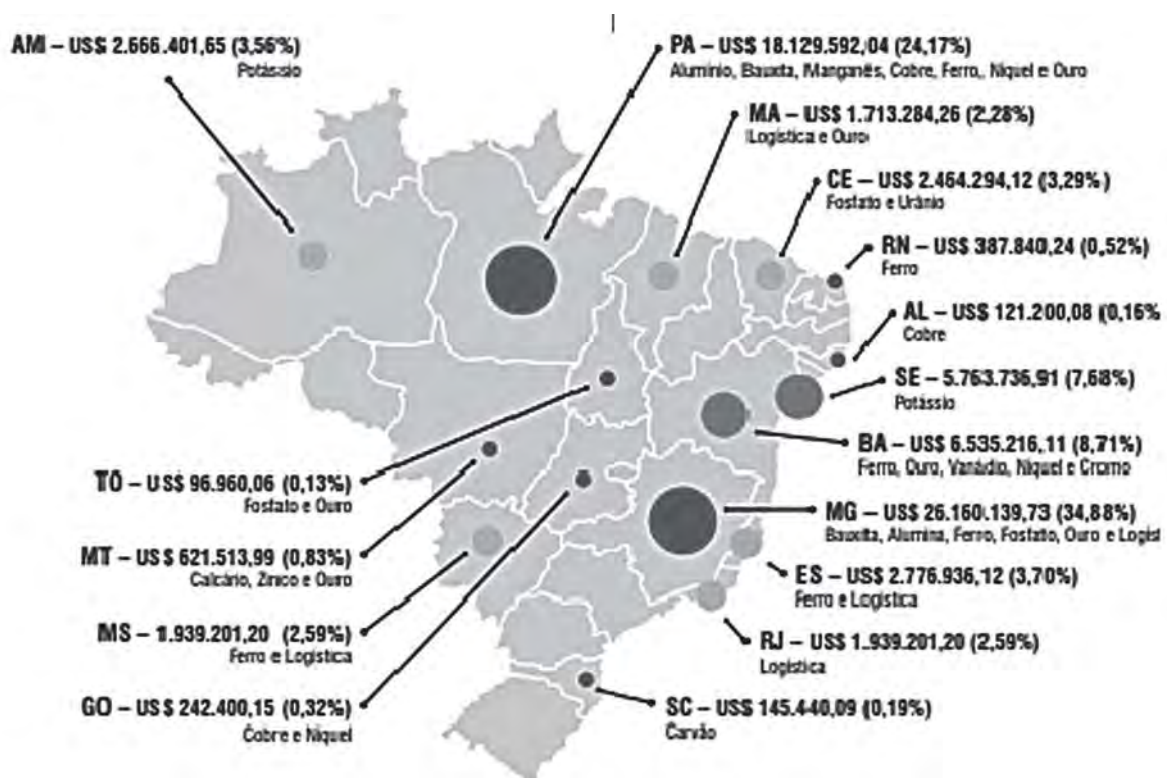 AM – US$ 2.666.401,65 (3,56%)
Potássio
PA – US$ 18.129.592,04 (24,17%)
Alumínio, Bauxita, Manganês, Cobre, Ferro, Níquel e Ouro
MA – US$ 1.713.284,26 (2,28%)
Logística e Ouro
CE – US$ 2.464.294,12 (3,29%)
Fosfato e Urânio
RN – US$ 387.840,24 (0,52%)
Ferro
AL – US$ 121.200,08 (0,16%
Cobre
SE – 5.763.736,91 (7,68%)
Potássio
BA – US$ 6.535.216,11 (8,71%)
Ferro, Ouro, Vanádio, Níquel e Cromo
MG – US$ 26.160.139,73 (34,88%)
Bauxita, Alumina, Ferro, Fosfato, Ouro e Logísl
ES – US$ 2.776.936,12 (3,70%)
Ferro e Logística
RJ – US$ 1.939.201,20 (2,59%)
Logística
SC – US$ 145.440,09 (0,19%)
Carvão
TO – US$ 96.960,06 (0,13%)
Fosfato e Ouro
MT – US$ 621.513,99 (0,83%)
Calcário, Zinco e Ouro
MS – 1.939.201,20 (2,59%)
Ferro e Logística
GO – US$ 242.400,15 (0,32%)
Cobre e Níquel